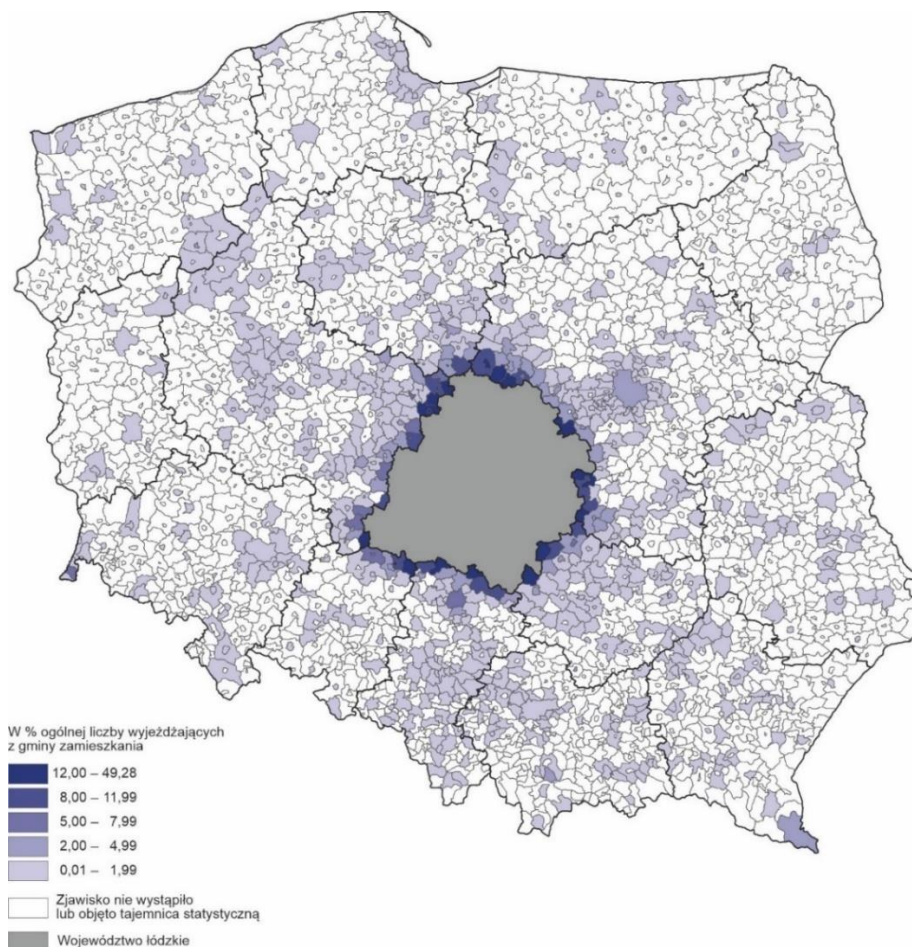 W % ogólnej liczby wyjeżdżających
z gminy zamieszkania
12,00 – 49,28
8,00 – 11,99
5,00 – 7,99
2,00 – 4,99
0,01 – 1,99
Zjawisko nie wystąpiło
lub objęto tajemnica statystyczną
Województwo łódzkie